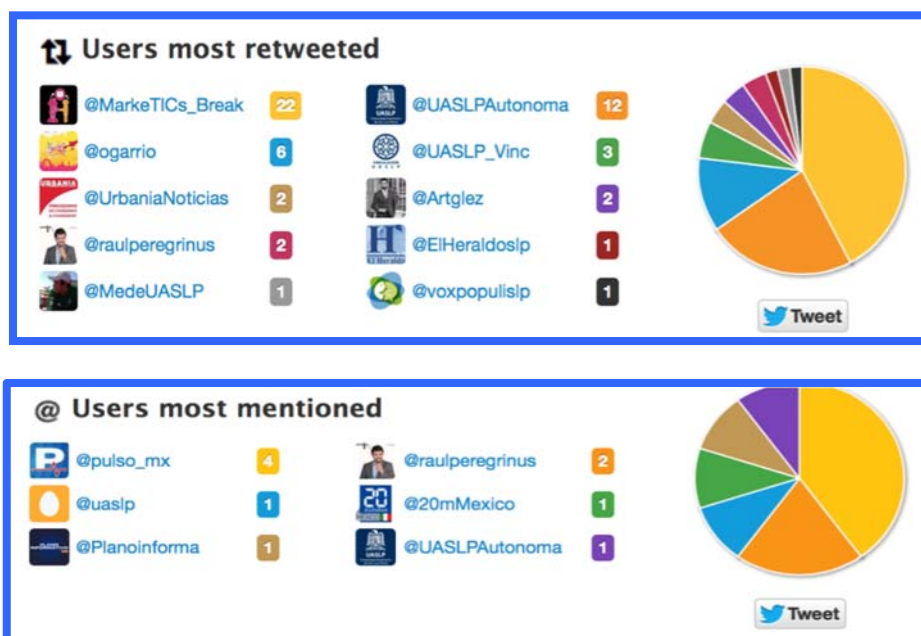 Users most retweeted
@MarkeTICs_Break 22 @UASLPAutonoma 12
@ogarrio 6 @UASLP_Vinc 3
@UrbaniaNoticias 2 @Artglez 2
@raulperegrinus 2 @ElHeraldoslp 1
@MedeUASLP 1 @voxpopulislp 1
Tweet
@ Users most mentioned
@pulso_mx 4 @raulperegrinus 2
@uaslp 1 @20mMexico 1
@Planoinforma 1 @UASLPAutonoma 1
Tweet